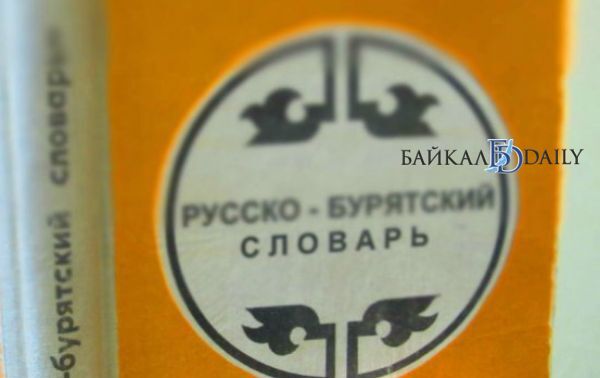 -бурятский словарь
РУССКО - БУРЯТСКИЙ
СЛОВАРЬ
БАЙКАЛ DAILY